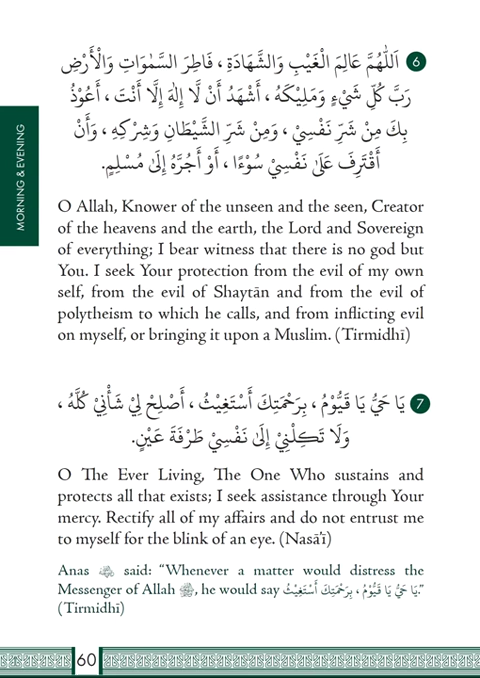 MORNING & EVENING
6 اَللّٰهُمَّ عَالِمَ الْغَيْبِ وَالشَّهَادَةِ ، فَاطِرَ السَّمٰوَاتِ وَالْأَرْضِ
رَبَّ كُلِّ شَيْءٍ وَمَلِيْكَهُ ، أَشْهَدُ أَنْ لَّا إِلٰهَ إِلَّا أَنْتَ ، أَعُوْذُ
بِكَ مِنْ شَرِّ نَفْسِيْ ، وَمِنْ شَرِّ الشَّيْطَانِ وَشِرْكِهِ ، وَأَنْ
أَقْتَرِفَ عَلَىٰ نَفْسِيْ سُوْءًا ، أَوْ أَجُرَّهُ إِلَىٰ مُسْلِمٍ.
O Allah, Knower of the unseen and the seen, Creator
of the heavens and the earth, the Lord and Sovereign
of everything; I bear witness that there is no god but
You. I seek Your protection from the evil of my own
self, from the evil of Shayṭān and from the evil of
polytheism to which he calls, and from inflicting evil
on myself, or bringing it upon a Muslim. (Tirmidhī)
7 يَا حَيُّ يَا قَيُّوْمُ ، بِرَحْمَتِكَ أَسْتَغِيْثُ ، أَصْلِحْ لِيْ شَأْنِيْ كُلَّهُ ،
وَلَا تَكِلْنِيْ إِلَىٰ نَفْسِيْ طَرْفَةَ عَيْنٍ.
O The Ever Living, The One Who sustains and
protects all that exists; I seek assistance through Your
mercy. Rectify all of my affairs and do not entrust me
to myself for the blink of an eye. (Nasā’ī)
Anas said: “Whenever a matter would distress the
Messenger of Allah ﷺ, he would say يَا حَيُّ يَا قَيُّوْمُ ، بِرَحْمَتِكَ أَسْتَغِيْثُ.”
(Tirmidhī)
60